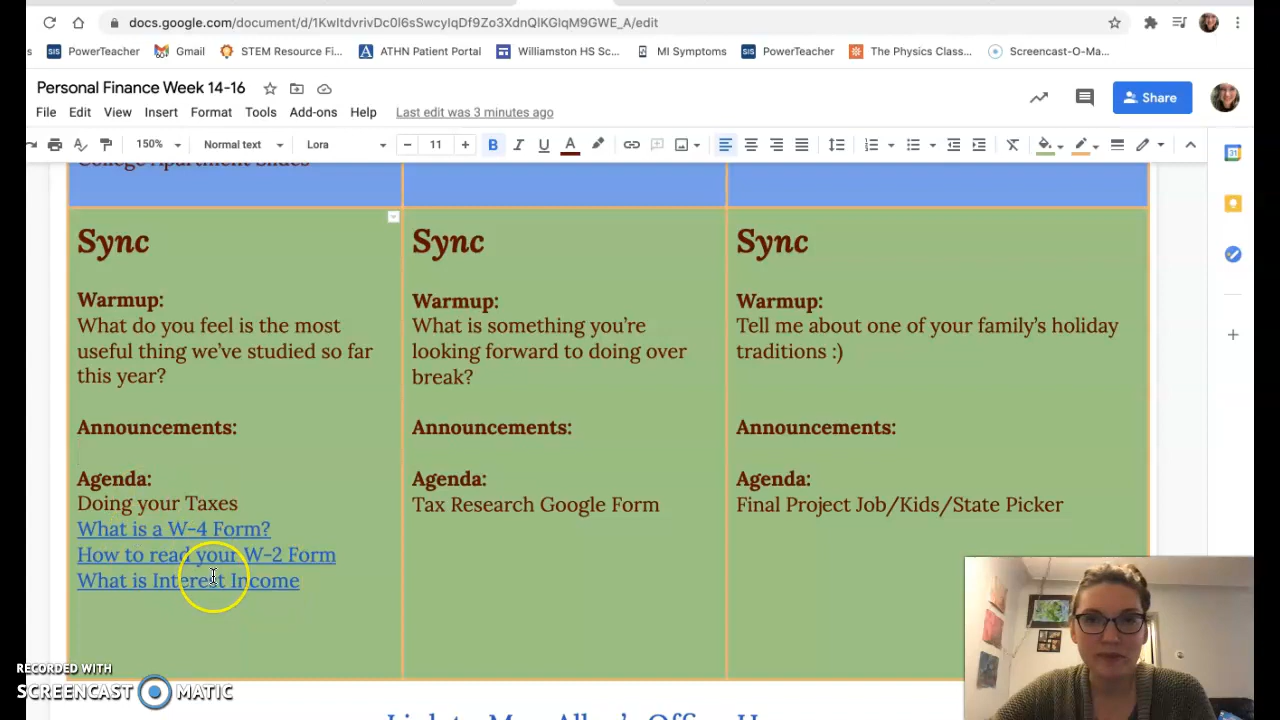 docs.google.com/document/d/1KwItdvrivDc0l6sSwcyIqDf9Zo3XdnQlKGlqM9GWE_A/edit
s PowerTeacher Gmail STEM Resource Fi... ATHN Patient Portal Williamston HS Sc... MI Symptoms PowerTeacher The Physics Class... Screencast-O-Ma...
Personal Finance Week 14-16
File Edit View Insert Format Tools Add-ons Help Last edit was 3 minutes ago
Share
150% Normal text Lora 11
College Apartment Slides
Sync
Warmup:
What do you feel is the most
useful thing we've studied so far
this year?
Announcements:
Agenda:
Doing your Taxes
What is a W-4 Form?
How to read your W-2 Form
What is Interest Income
Sync
Warmup:
What is something you're
looking forward to doing over
break?
Announcements:
Agenda:
Tax Research Google Form
Sync
Warmup:
Tell me about one of your family's holiday
traditions :)
Announcements:
Agenda:
Final Project Job/Kids/State Picker
RECORDED WITH
SCREENCAST MATIC